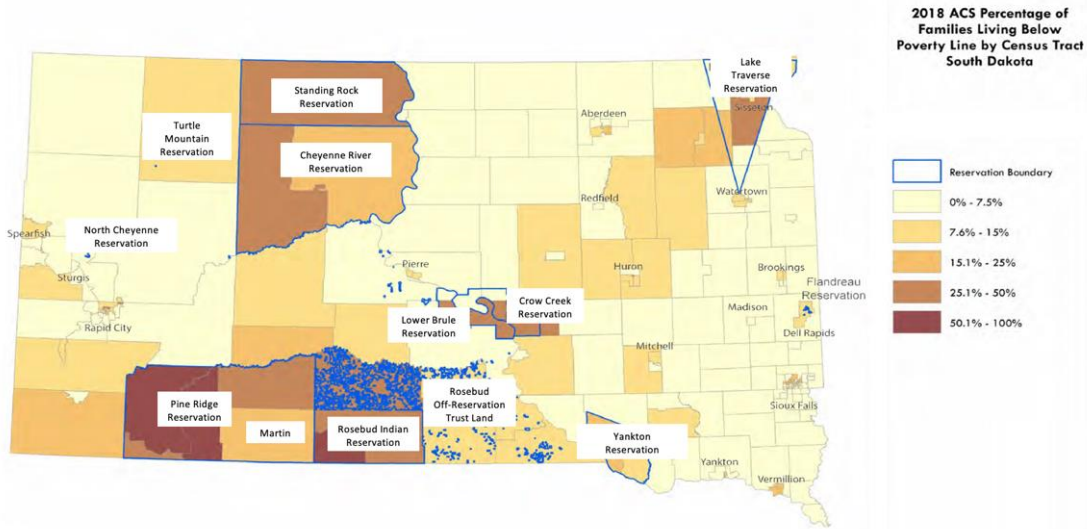 2018 ACS Percentage of
Families Living Below
Poverty Line by Census Tract
South Dakota
Reservation Boundary
0% - 7.5%
7.6% - 15%
15.1% - 25%
25.1% - 50%
50.1% - 100%
Lake
Traverse
Reservation
Sisseton
Standing Rock
Reservation
Aberdeen
Turtle
Mountain
Reservation
Cheyenne River
Reservation
Watertown
Redfield
Spearfish
North Cheyenne
Reservation
Pierre
Huron
Brookings
Sturgis
Flandreau
Reservation
Crow Creek
Reservation
Madison
Lower Brule
Reservation
Rapid City
Dell Rapids
Mitchell
Pine Ridge
Reservation
Rosebud
Off-Reservation
Trust Land
Sioux Falls
Martin
Rosebud Indian
Reservation
Yankton
Reservation
Yankton
Vermillion